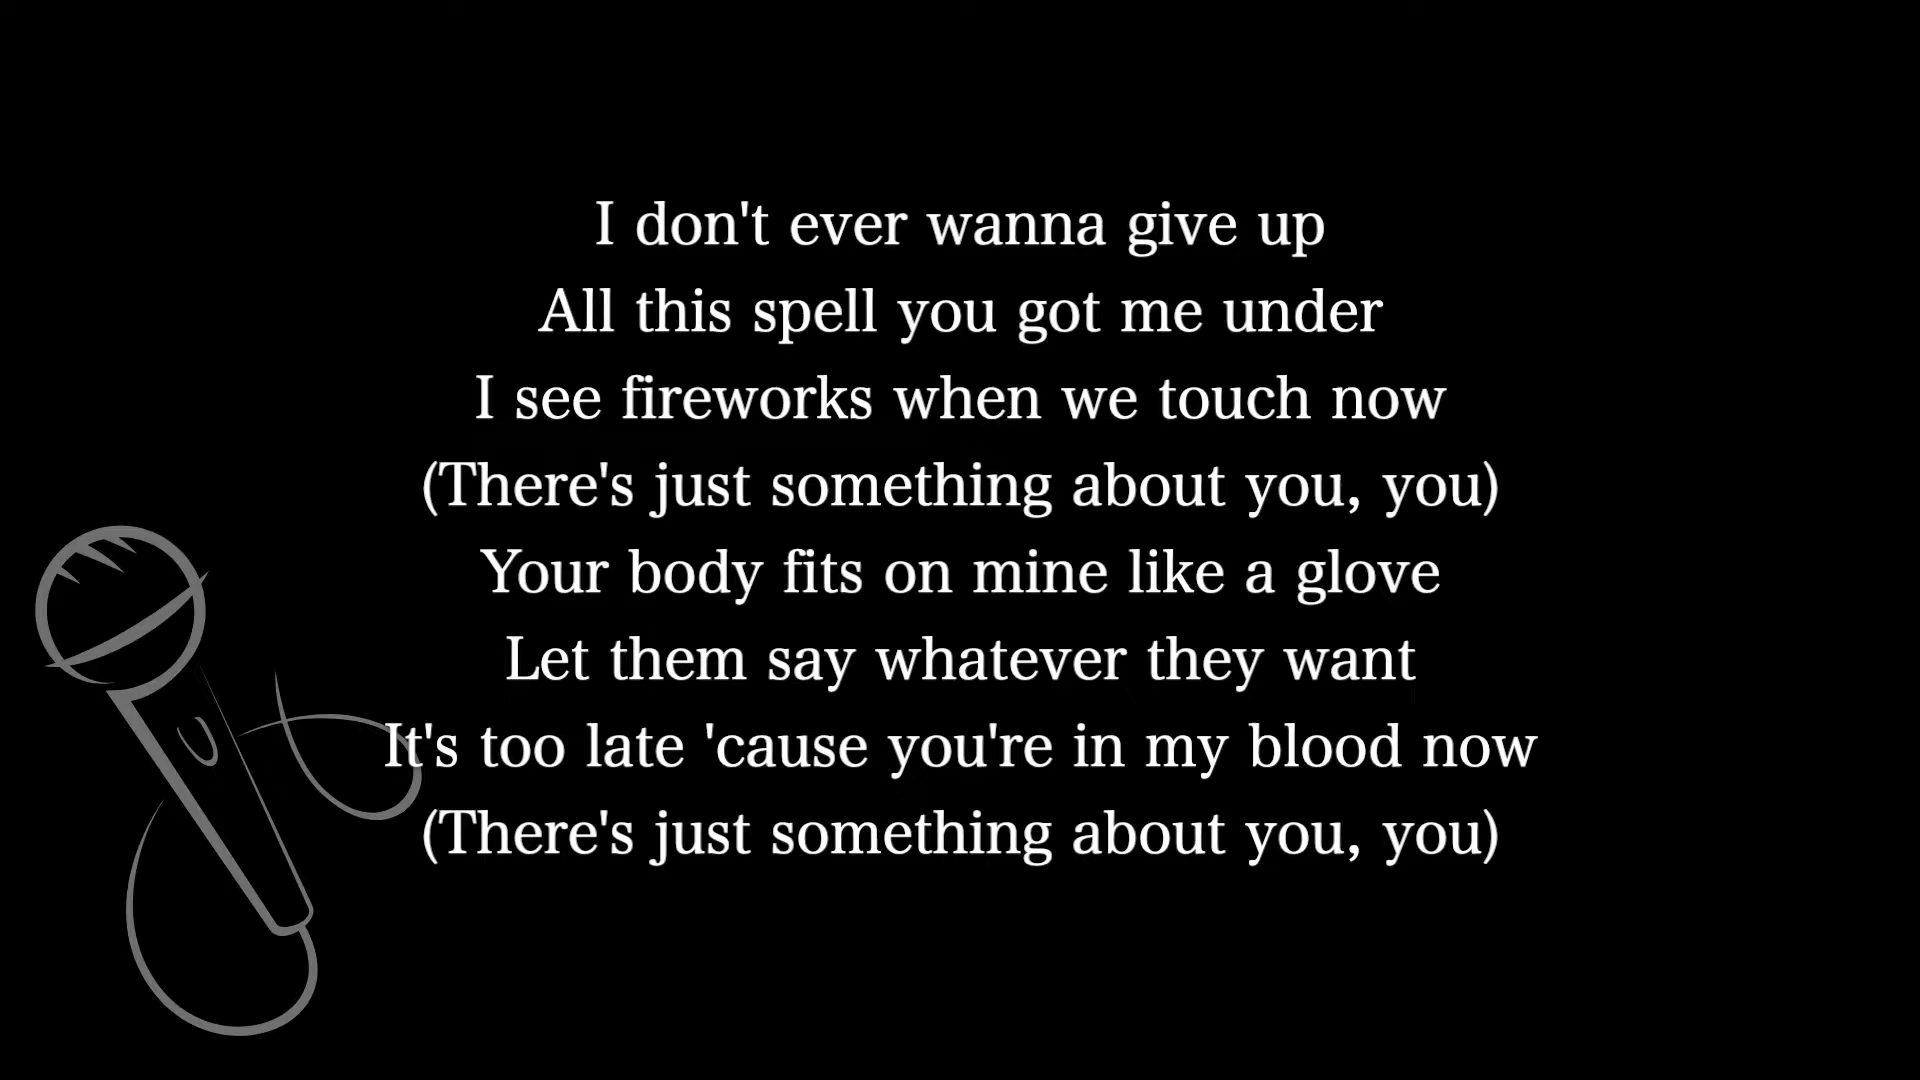 I don't ever wanna give up
All this spell you got me under
I see fireworks when we touch now
(There's just something about you, you)
Your body fits on mine like a glove
Let them say whatever they want
It's too late 'cause you're in my blood now
(There's just something about you, you)